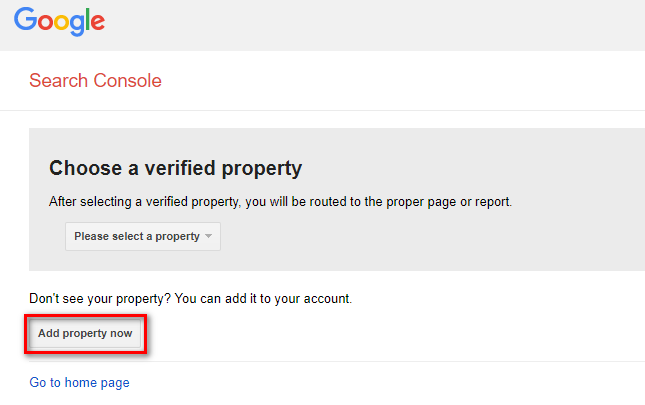 Google
Search Console
Choose a verified property
After selecting a verified property, you will be routed to the proper page or report.
Please select a property
Don't see your property? You can add it to your account.
Add property now
Go to home page